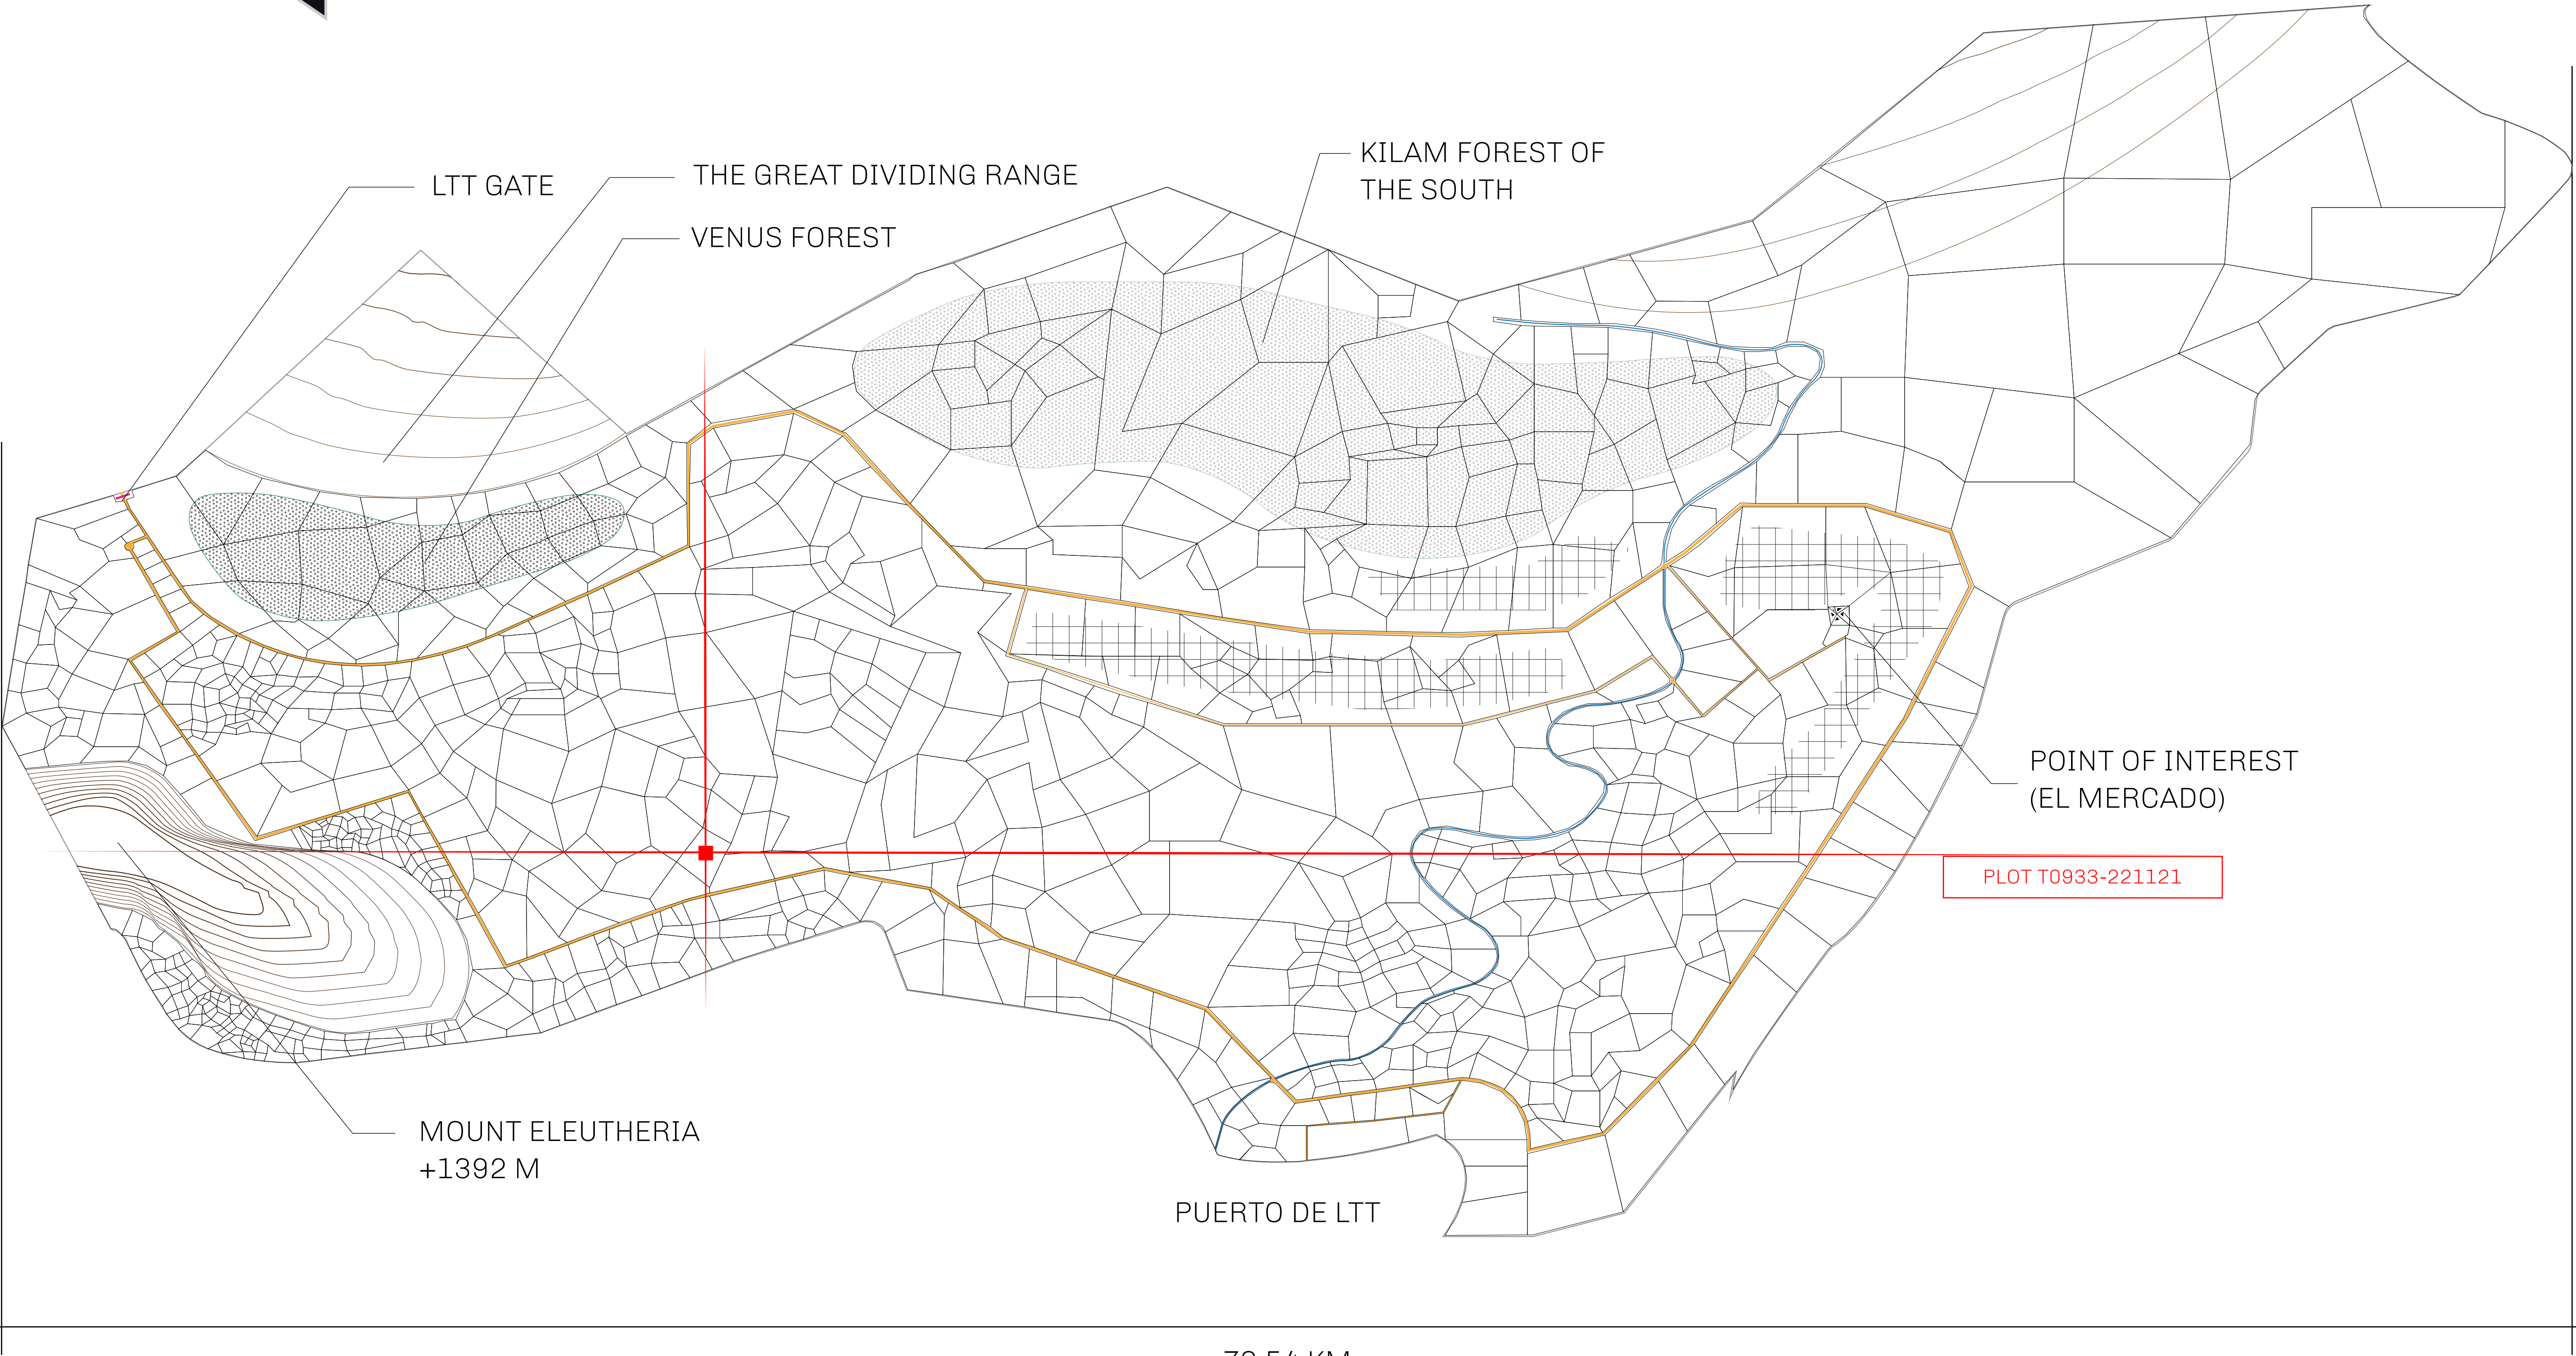 KILAM FOREST OF
THE SOUTH
THE GREAT DIVIDING RANGE
LTT GATE
VENUS FOREST
POINT OF INTEREST
(EL MERCADO)
PLOT T0933-221121
MOUNT ELEUTHERIA
+1392 M
PUERTO DE LTT
KM